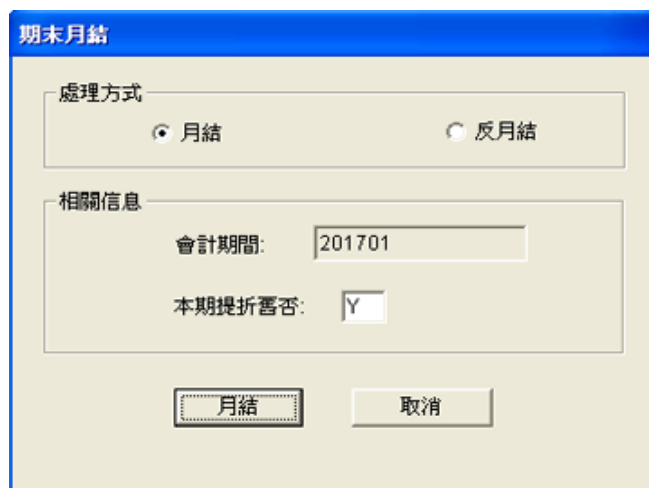 期末月結
處理方式
月結 反月結
相關信息
會計期間: 201701
本期提折舊否: Y
月結 取消